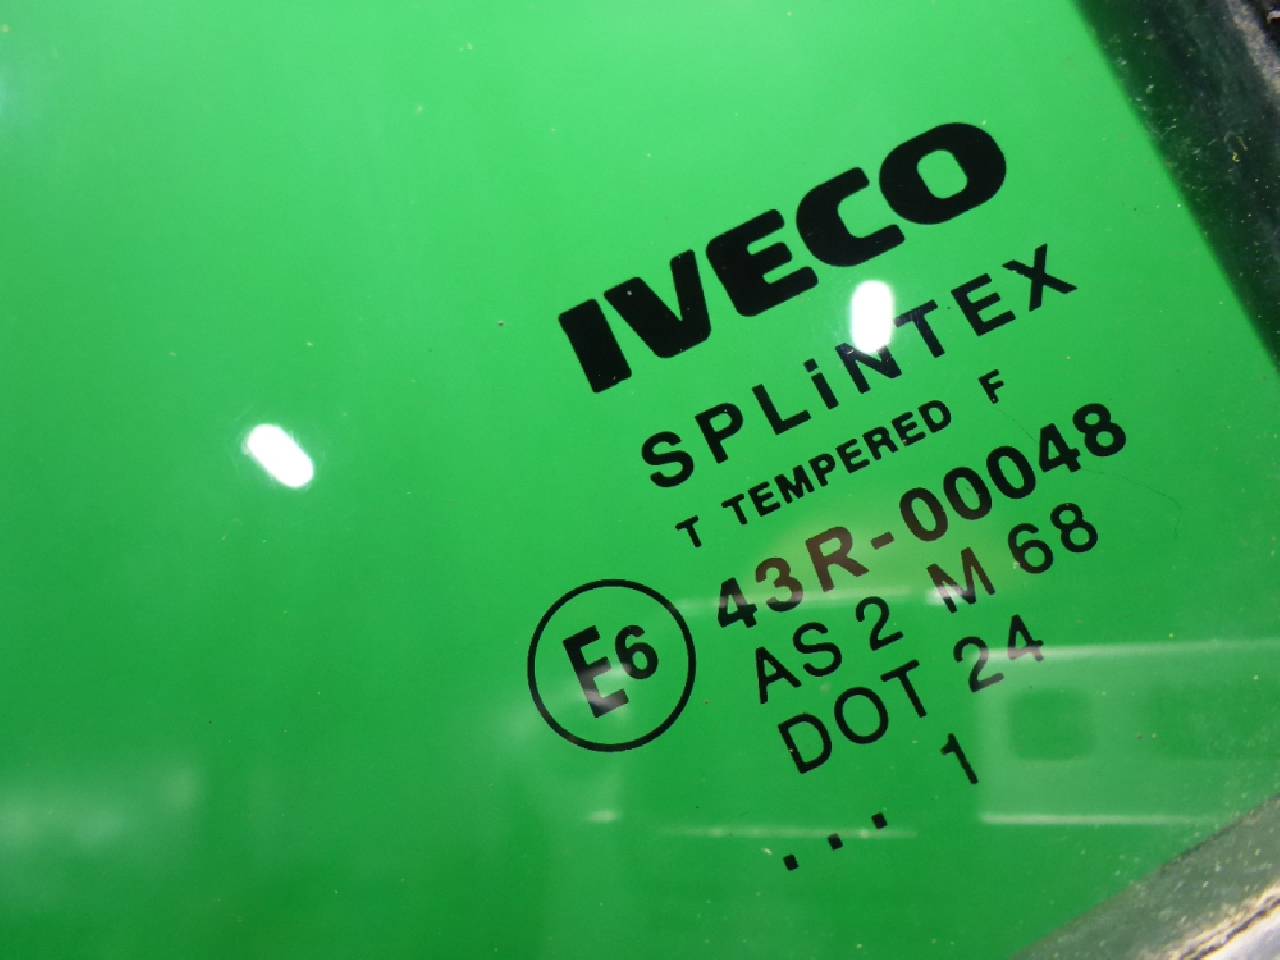 IVECO
SPLiNTEX
T TEMPERED F
43R-00048
E6
AS 2 M 68
DOT 24
1
...